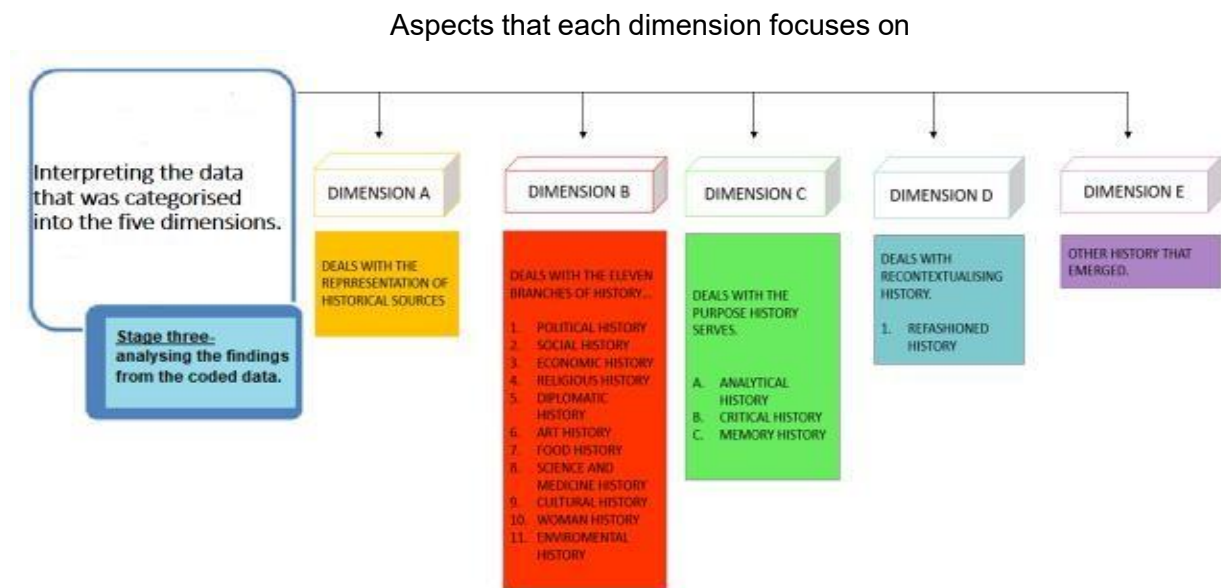 Aspects that each dimension focuses on
Interpreting the data
that was categorised
into the five dimensions.
Stage three-
analysing the findings
from the coded data.
DIMENSION A
DEALS WITH THE
REPRRESENTATION OF
HISTORICAL SOURCES
DIMENSION B
DEALS WITH THE ELEVEN
BRANCHES OF HISTORY...
1. POLITICAL HISTORY
2. SOCIAL HISTORY
3. ECONOMIC HISTORY
4. RELIGIOUS HISTORY
5. DIPLOMATIC
HISTORY
6. ART HISTORY
7. FOOD HISTORY
8. SCIENCE AND
MEDICINE HISTORY
9. CULTURAL HISTORY
10. WOMAN HISTORY
11. ENVIROMENTAL
HISTORY
DIMENSION C
DEALS WITH THE
PURPOSE HISTORY
SERVES.
A. ANALYTICAL
HISTORY
B. CRITICAL HISTORY
C. MEMORY HISTORY
DIMENSION D
DEALS WITH
RECONTEXTUALISING
HISTORY.
1. REFASHIONED
HISTORY
DIMENSION E
OTHER HISTORY THAT
EMERGED.